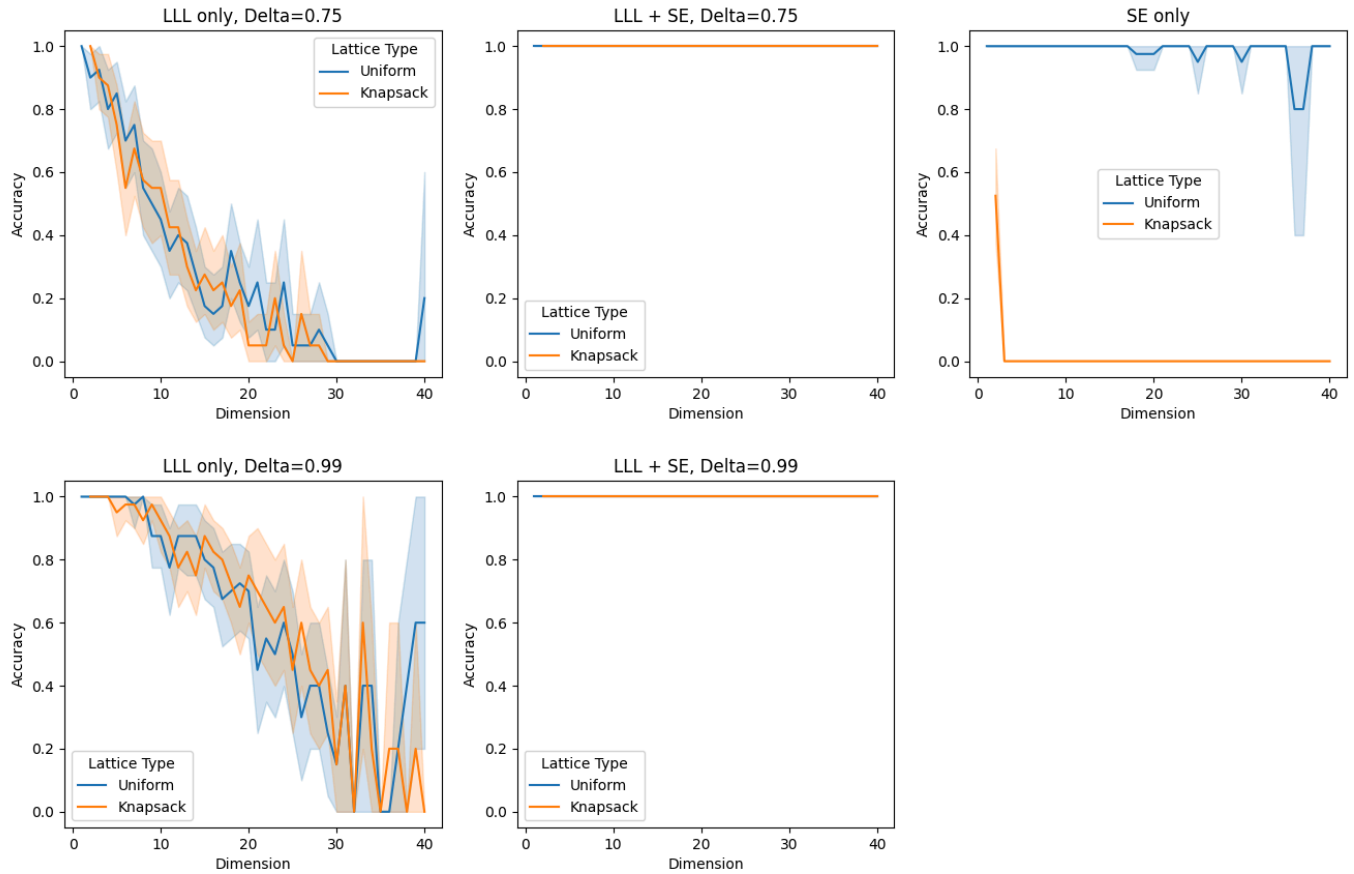 LLL only, Delta=0.75
Accuracy
1.0
0.8
0.6
0.4
0.2
0.0
Lattice Type
Uniform
Knapsack
0
10
20
30
40
Dimension
LLL + SE, Delta=0.75
Accuracy
1.0
0.8
0.6
0.4
0.2
0.0
Lattice Type
Uniform
Knapsack
0
10
20
30
40
Dimension
SE only
Accuracy
1.0
0.8
0.6
0.4
0.2
0.0
Lattice Type
Uniform
Knapsack
0
10
20
30
40
Dimension
LLL only, Delta=0.99
Accuracy
1.0
0.8
0.6
0.4
0.2
0.0
Lattice Type
Uniform
Knapsack
0
10
20
30
40
Dimension
LLL + SE, Delta=0.99
Accuracy
1.0
0.8
0.6
0.4
0.2
0.0
Lattice Type
Uniform
Knapsack
0
10
20
30
40
Dimension